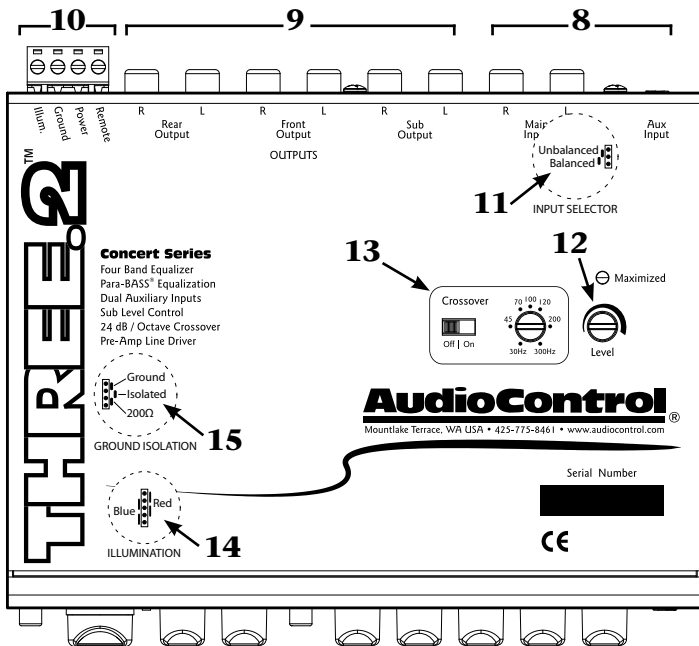 10 9 8
Illum. Ground Power Remote
R L R L R L R L
Rear Output
Front Output
Sub Output
Main Inp
Aux Input
OUTPUTS
Unbalanced
Balanced
11
INPUT SELECTOR
THREE.2™
Concert Series
Four Band Equalizer
Para-BASS® Equalization
Dual Auxiliary Inputs
Sub Level Control
24 dB / Octave Crossover
Pre-Amp Line Driver
13
Crossover
Off | On
30Hz 45 70 100 120 200 300Hz
12
Maximized
Level
Ground
Isolated
200Ω
GROUND ISOLATION
15
AudioControl®
Mountlake Terrace, WA USA • 425-775-8461 • www.audiocontrol.com
Serial Number
Blue Red
ILLUMINATION
14
CE